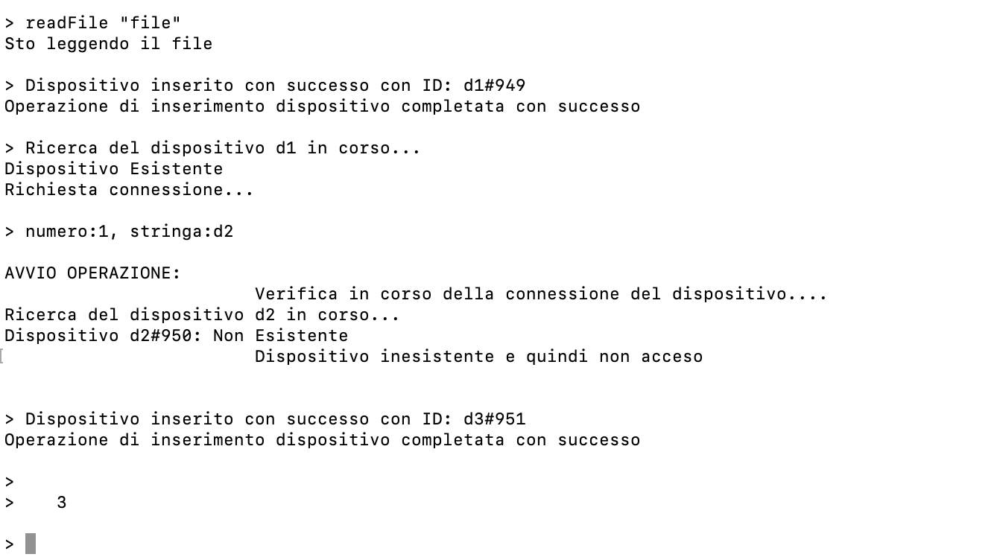 > readFile "file"
Sto leggendo il file
> Dispositivo inserito con successo con ID: d1#949
Operazione di inserimento dispositivo completata con successo
> Ricerca del dispositivo d1 in corso...
Dispositivo Esistente
Richiesta connessione...
> numero:1, stringa:d2
AVVIO OPERAZIONE:
Verifica in corso della connessione del dispositivo....
Ricerca del dispositivo d2 in corso...
Dispositivo d2#950: Non Esistente
Dispositivo inesistente e quindi non acceso
> Dispositivo inserito con successo con ID: d3#951
Operazione di inserimento dispositivo completata con successo
>
> 3
>